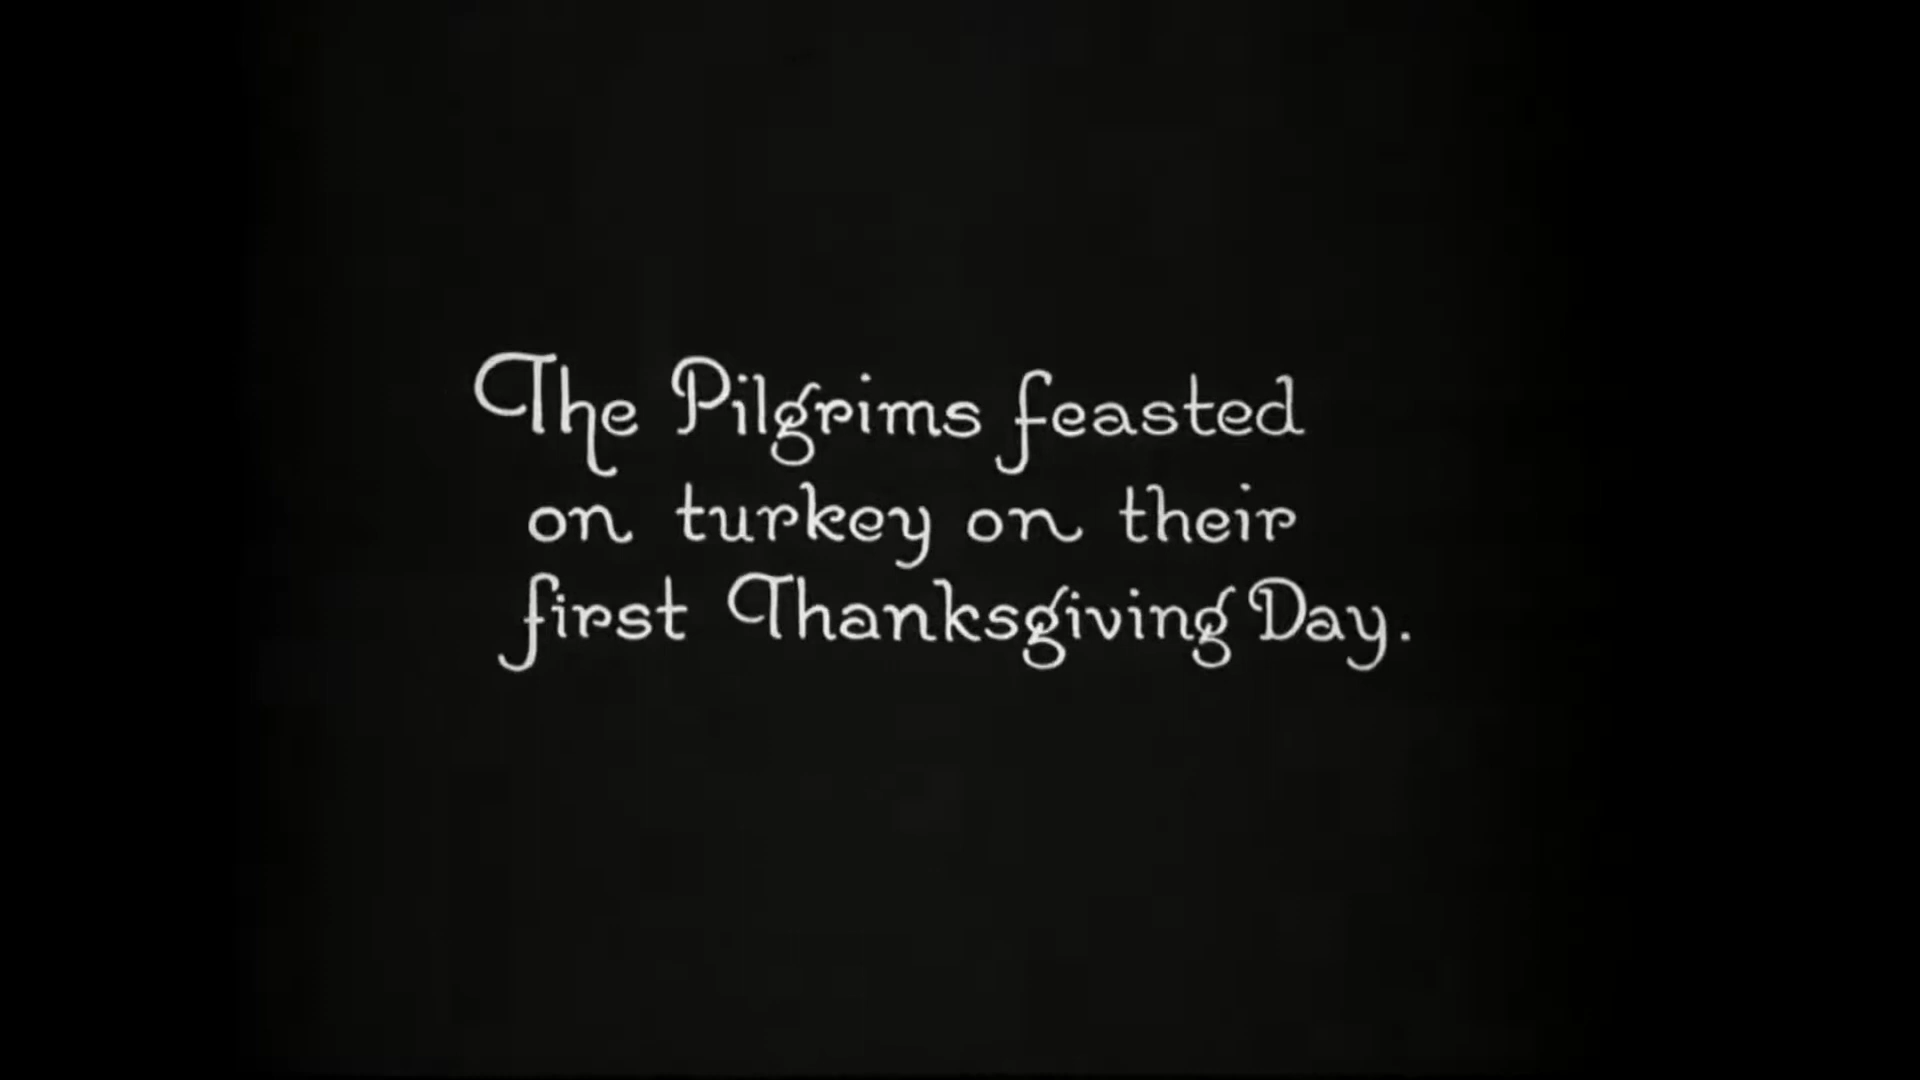 The Pilgrims feasted
on turkey on their
first Thanksgiving Day.